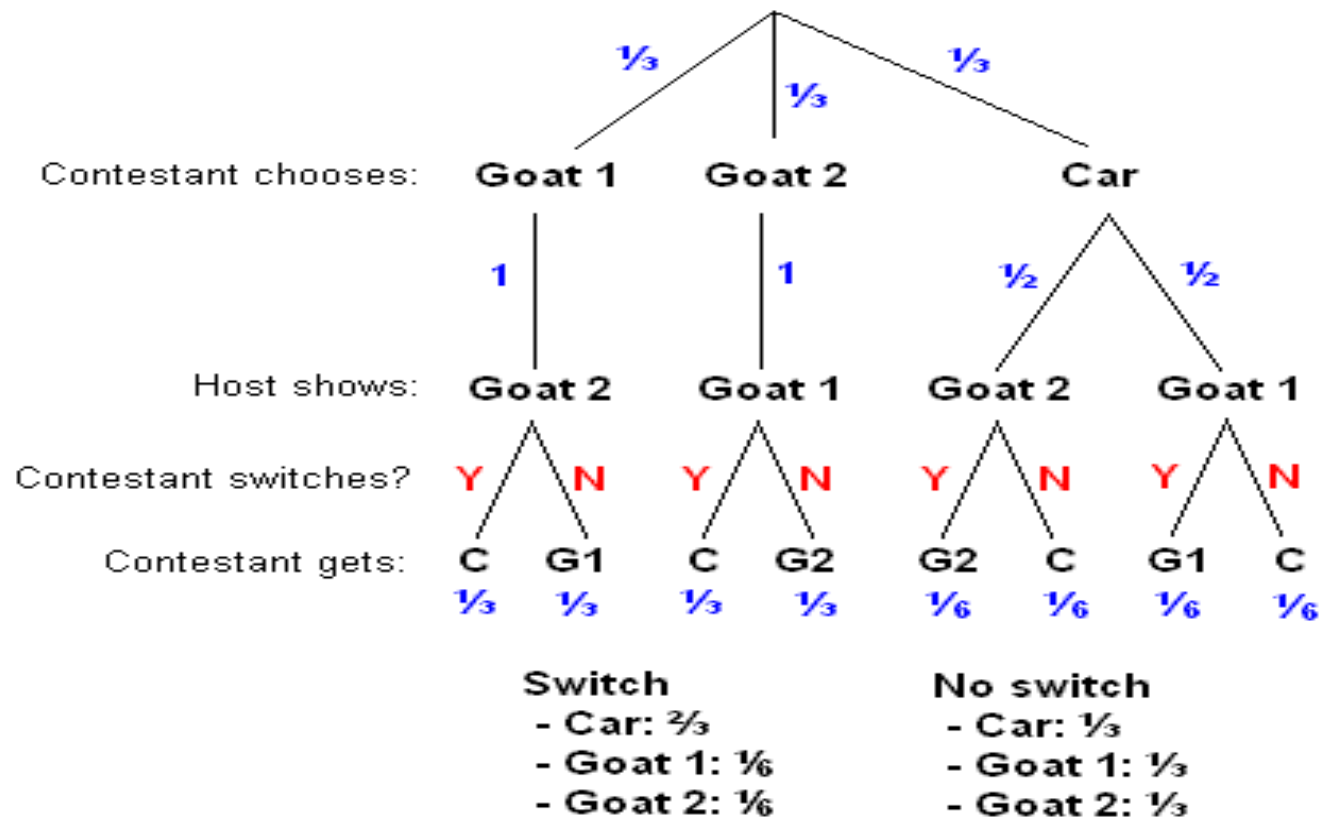 ⅓ ⅓ ⅓
Contestant chooses: Goat 1 Goat 2 Car
1 1 ½ ½
Host shows: Goat 2 Goat 1 Goat 2 Goat 1
Contestant switches? Y N Y N Y N Y N
Contestant gets: C G1 C G2 G2 C G1 C
⅓ ⅓ ⅓ ⅓ ⅙ ⅙ ⅙ ⅙
Switch
- Car: ⅔
- Goat 1: ⅙
- Goat 2: ⅙
No switch
- Car: ⅓
- Goat 1: ⅓
- Goat 2: ⅓